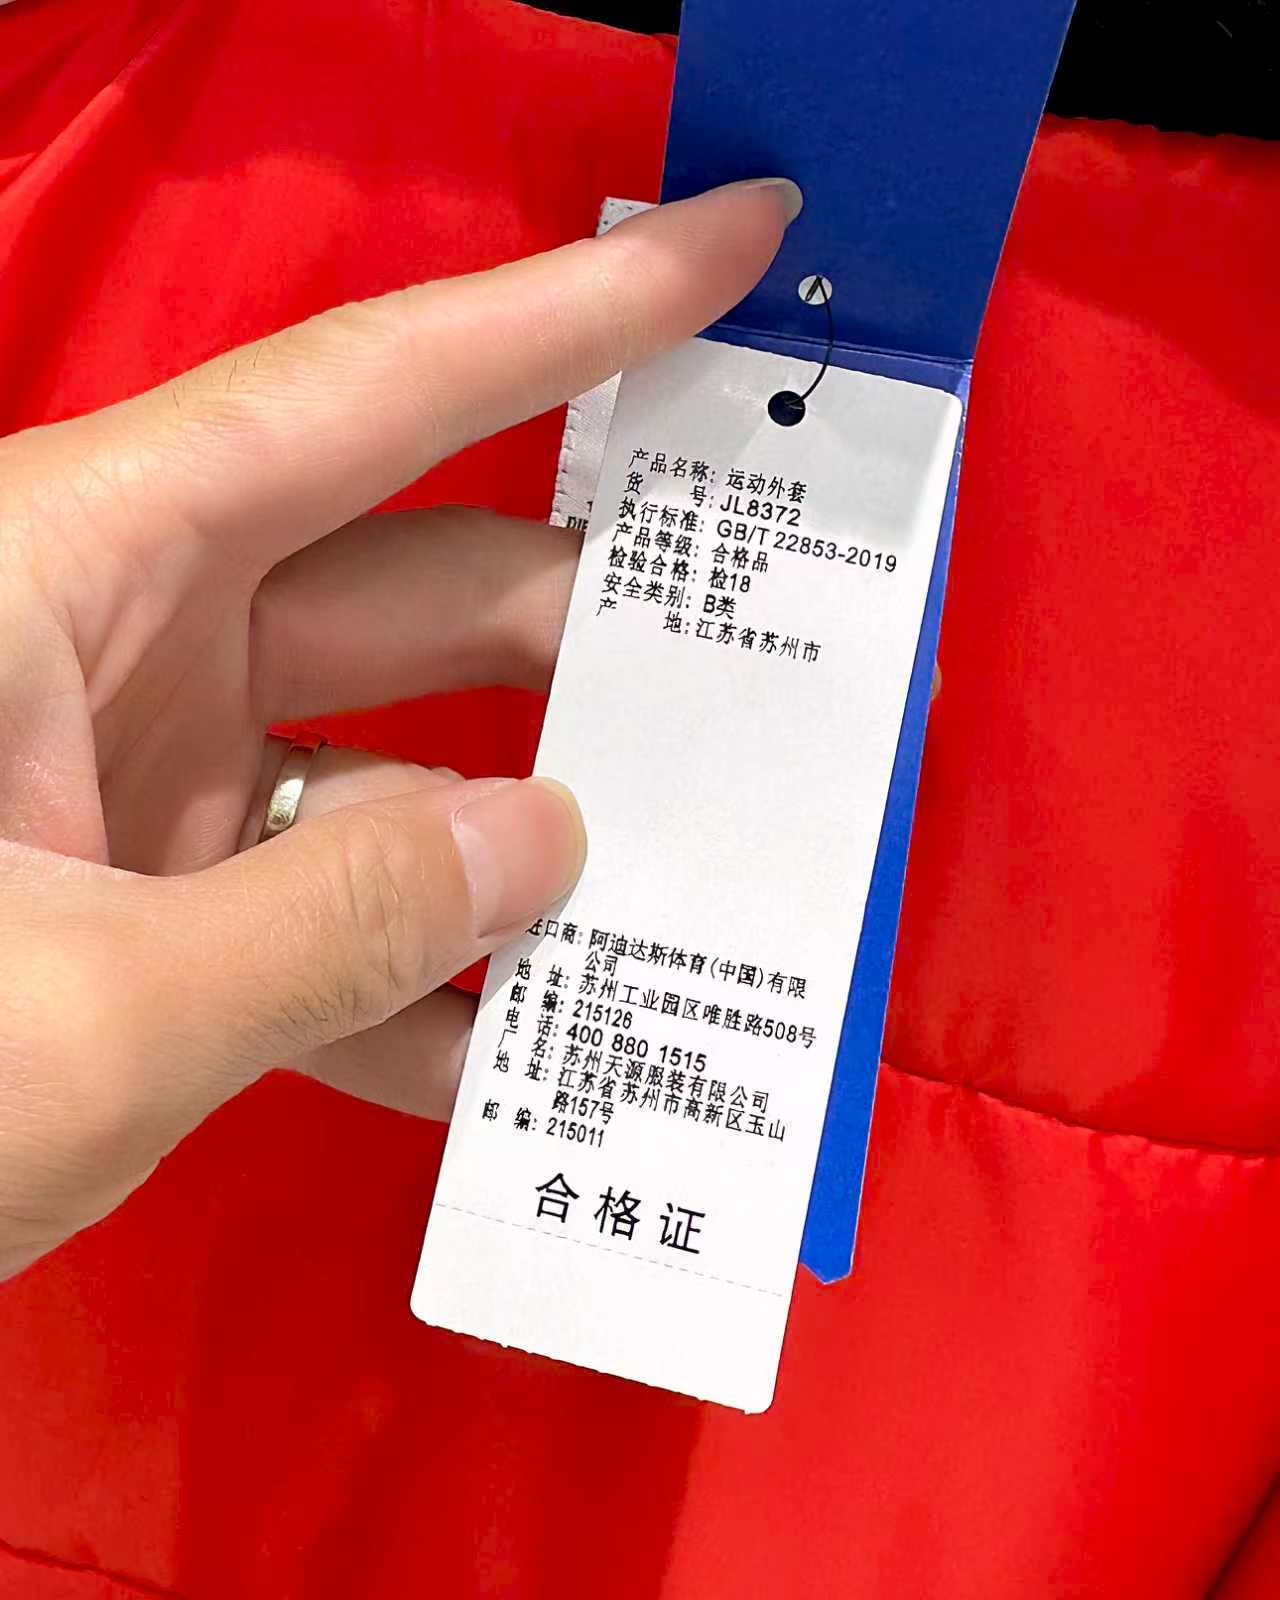 产品名称：运动外套
货 号：JL8372
执行标准：GB/T 22853-2019
产品等级：合格品
检验合格：检18
安全类别：B类
产 地：江苏省苏州市
进口商：阿迪达斯体育(中国)有限
公司
地 址：苏州工业园区唯胜路508号
邮 编：215126
电 话：400 880 1515
厂 名：苏州天源服装有限公司
地 址：江苏省苏州市高新区玉山
路157号
邮 编：215011
合格证